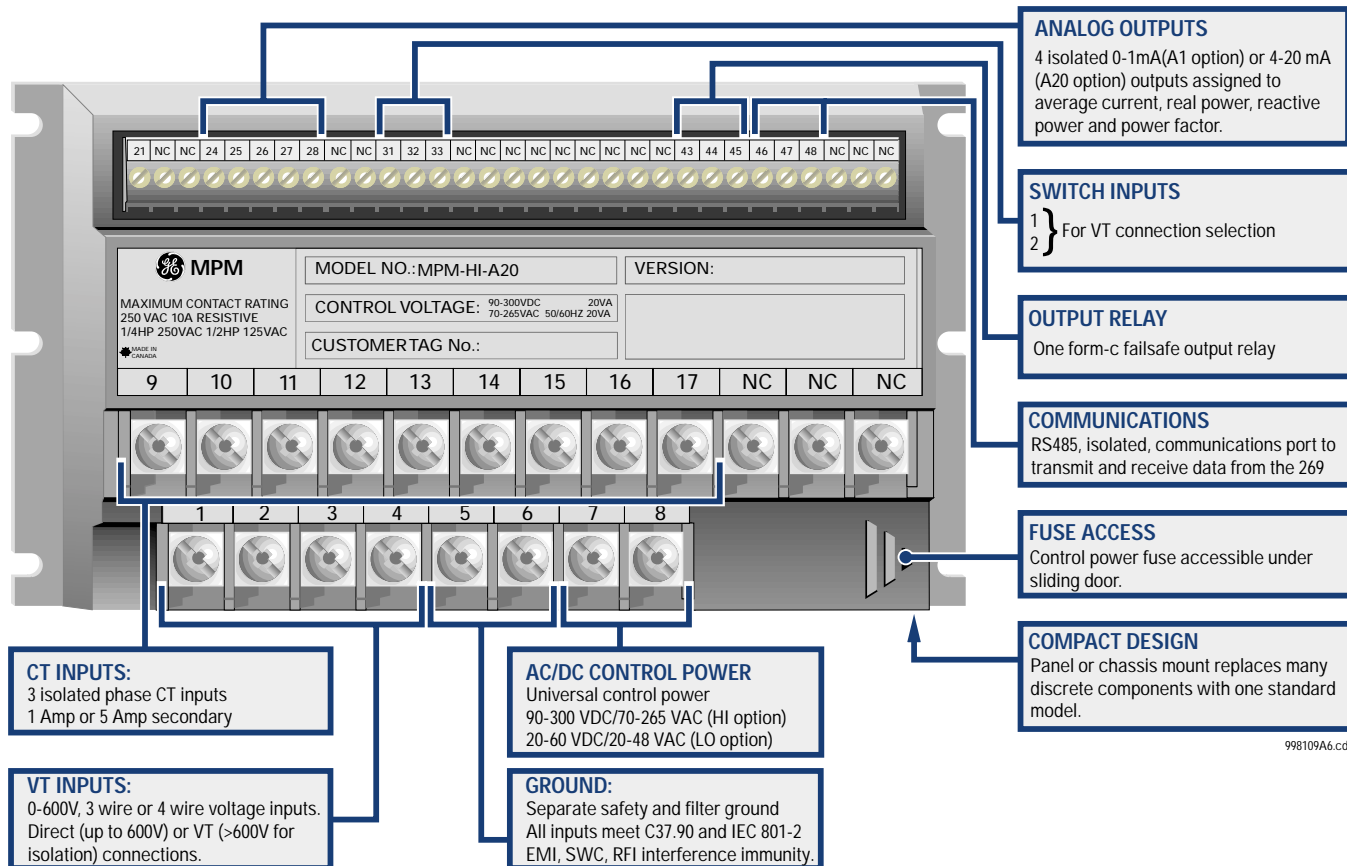 ANALOG OUTPUTS
4 isolated 0-1mA(A1 option) or 4-20 mA
(A20 option) outputs assigned to
average current, real power, reactive
power and power factor.
21 NC NC 24 25 26 27 28 NC NC 31 32 33 NC NC NC NC NC NC NC NC NC 43 44 45 46 47 48 NC NC NC
SWITCH INPUTS
1
2 } For VT connection selection
MPM
MAXIMUM CONTACT RATING
250 VAC 10A RESISTIVE
1/4HP 250VAC 1/2HP 125VAC
MADE IN
CANADA
MODEL NO.: MPM-HI-A20
VERSION:
CONTROL VOLTAGE: 90-300VDC 20VA
70-265VAC 50/60HZ 20VA
CUSTOMER TAG No.:
OUTPUT RELAY
One form-c failsafe output relay
9 10 11 12 13 14 15 16 17 NC NC NC
COMMUNICATIONS
RS485, isolated, communications port to
transmit and receive data from the 269
1 2 3 4 5 6 7 8
FUSE ACCESS
Control power fuse accessible under
sliding door.
COMPACT DESIGN
Panel or chassis mount replaces many
discrete components with one standard
model.
998109A6.cd
CT INPUTS:
3 isolated phase CT inputs
1 Amp or 5 Amp secondary
AC/DC CONTROL POWER
Universal control power
90-300 VDC/70-265 VAC (HI option)
20-60 VDC/20-48 VAC (LO option)
VT INPUTS:
0-600V, 3 wire or 4 wire voltage inputs.
Direct (up to 600V) or VT (>600V for
isolation) connections.
GROUND:
Separate safety and filter ground
All inputs meet C37.90 and IEC 801-2
EMI, SWC, RFI interference immunity.